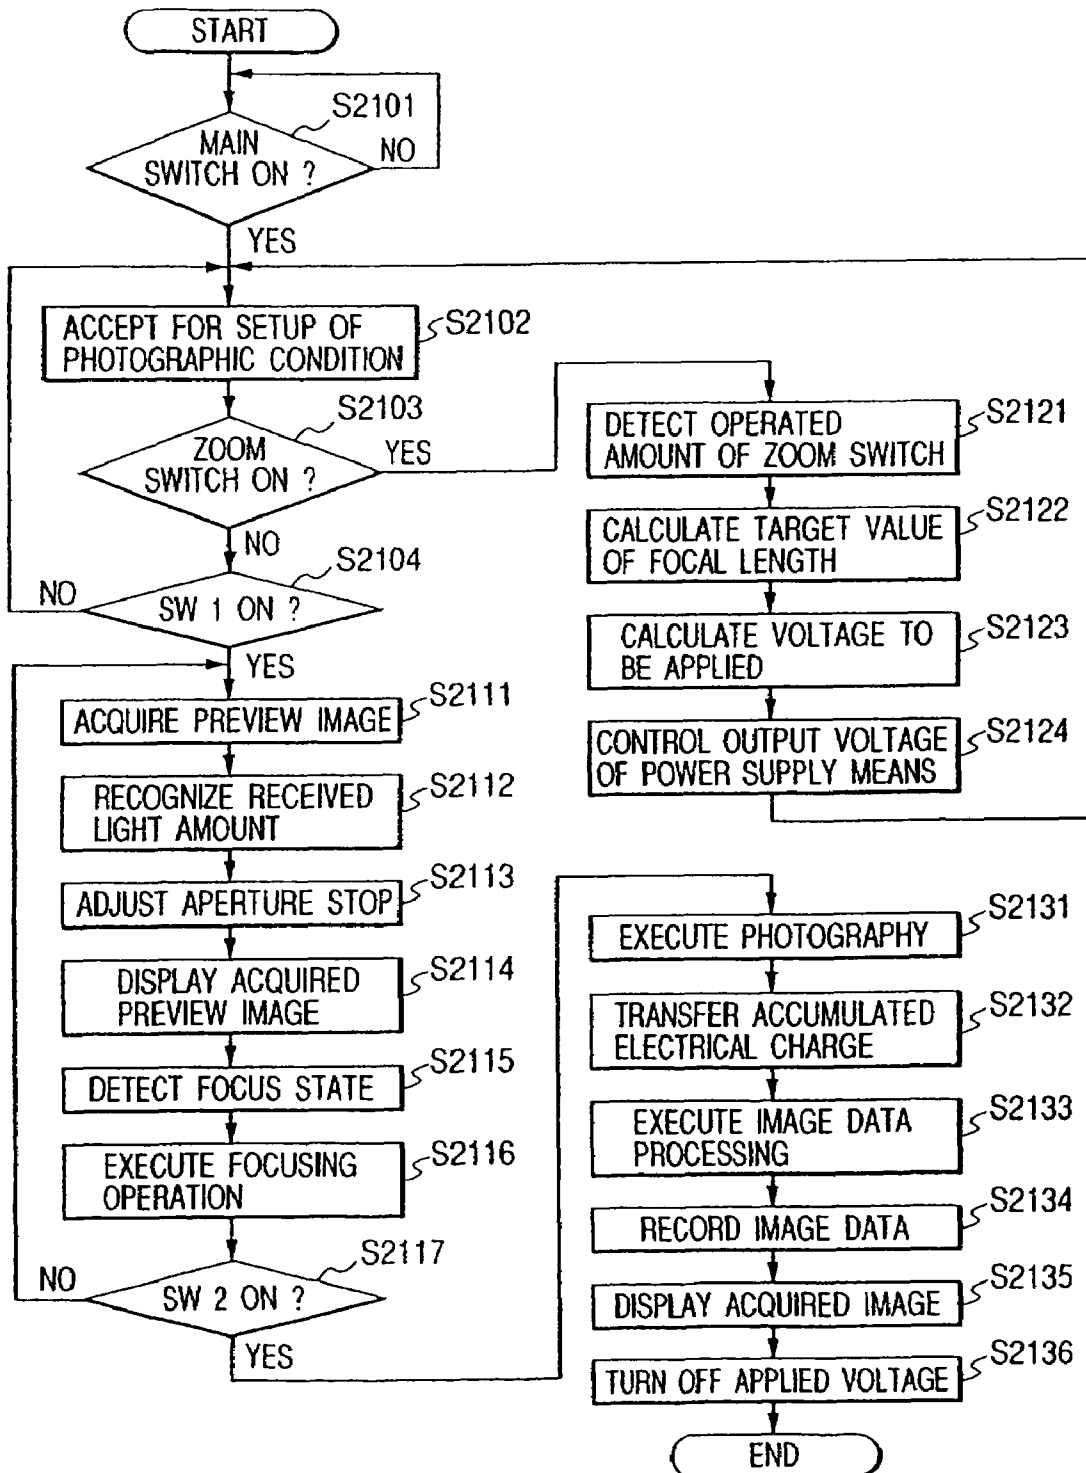 START
S2101
MAIN
SWITCH ON ?
NO
YES
S2102
ACCEPT FOR SETUP OF
PHOTOGRAPHIC CONDITION
S2103
ZOOM
SWITCH ON ?
YES
NO
S2104
SW 1 ON ?
NO
YES
S2111
ACQUIRE PREVIEW IMAGE
S2112
RECOGNIZE RECEIVED
LIGHT AMOUNT
S2113
ADJUST APERTURE STOP
S2114
DISPLAY ACQUIRED
PREVIEW IMAGE
S2115
DETECT FOCUS STATE
S2116
EXECUTE FOCUSING
OPERATION
S2117
SW 2 ON ?
NO
YES
S2121
DETECT OPERATED
AMOUNT OF ZOOM SWITCH
S2122
CALCULATE TARGET VALUE
OF FOCAL LENGTH
S2123
CALCULATE VOLTAGE TO
BE APPLIED
S2124
CONTROL OUTPUT VOLTAGE
OF POWER SUPPLY MEANS
S2131
EXECUTE PHOTOGRAPHY
S2132
TRANSFER ACCUMULATED
ELECTRICAL CHARGE
S2133
EXECUTE IMAGE DATA
PROCESSING
S2134
RECORD IMAGE DATA
S2135
DISPLAY ACQUIRED IMAGE
S2136
TURN OFF APPLIED VOLTAGE
END